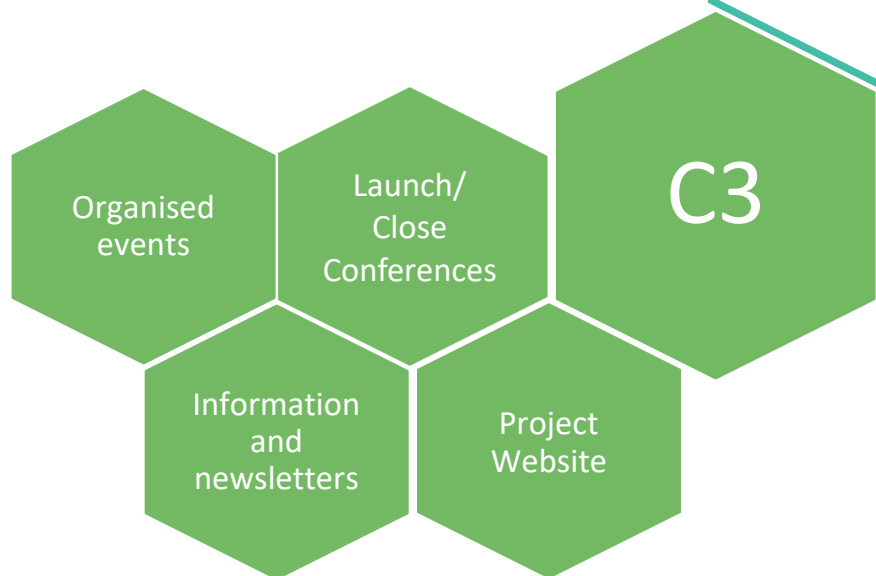 Organised
events
Launch/
Close
Conferences
C3
Information
and
newsletters
Project
Website